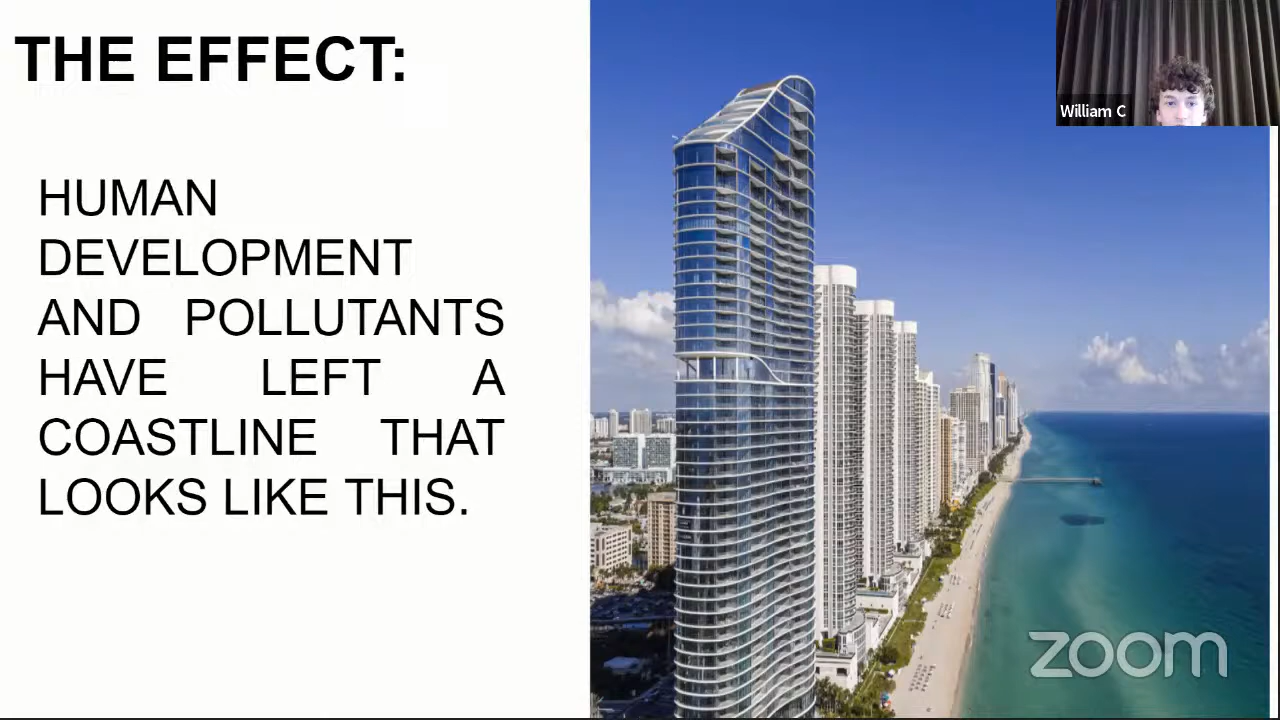 THE EFFECT:
HUMAN
DEVELOPMENT
AND POLLUTANTS
HAVE LEFT A
COASTLINE THAT
LOOKS LIKE THIS.
William C
zoom